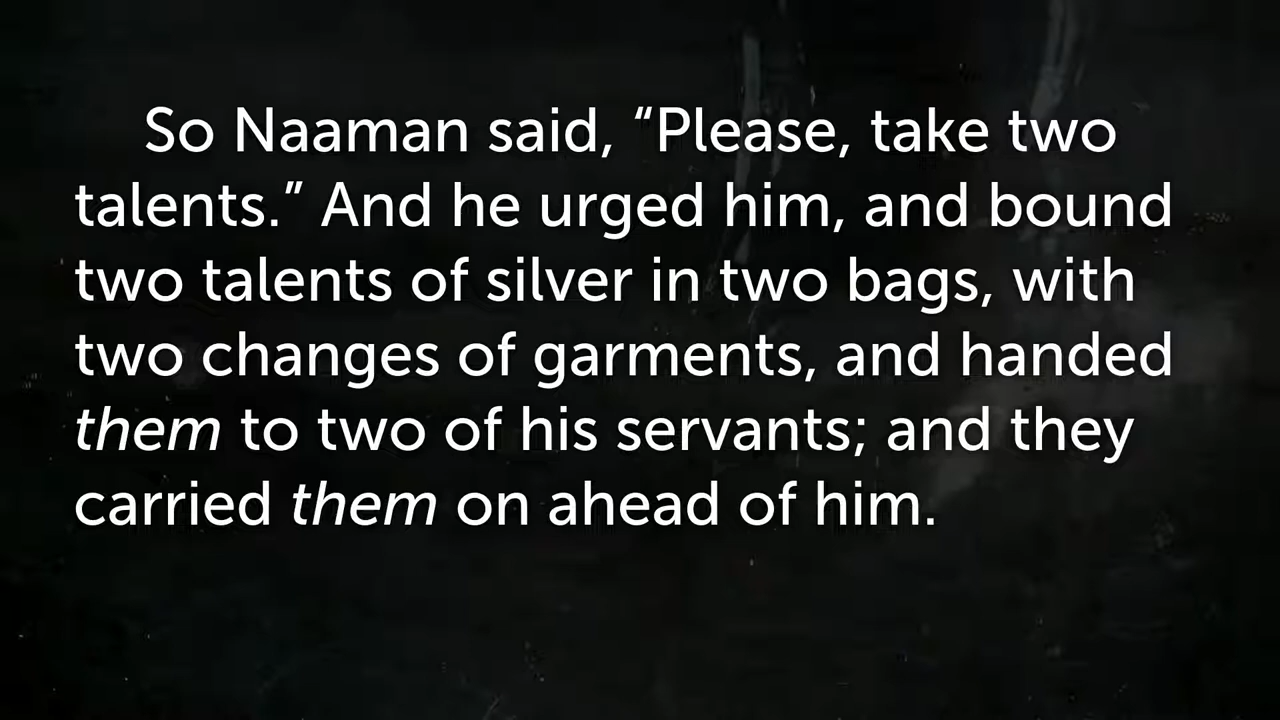 So Naaman said, “Please, take two
talents.” And he urged him, and bound
two talents of silver in two bags, with
two changes of garments, and handed
them to two of his servants; and they
carried them on ahead of him.